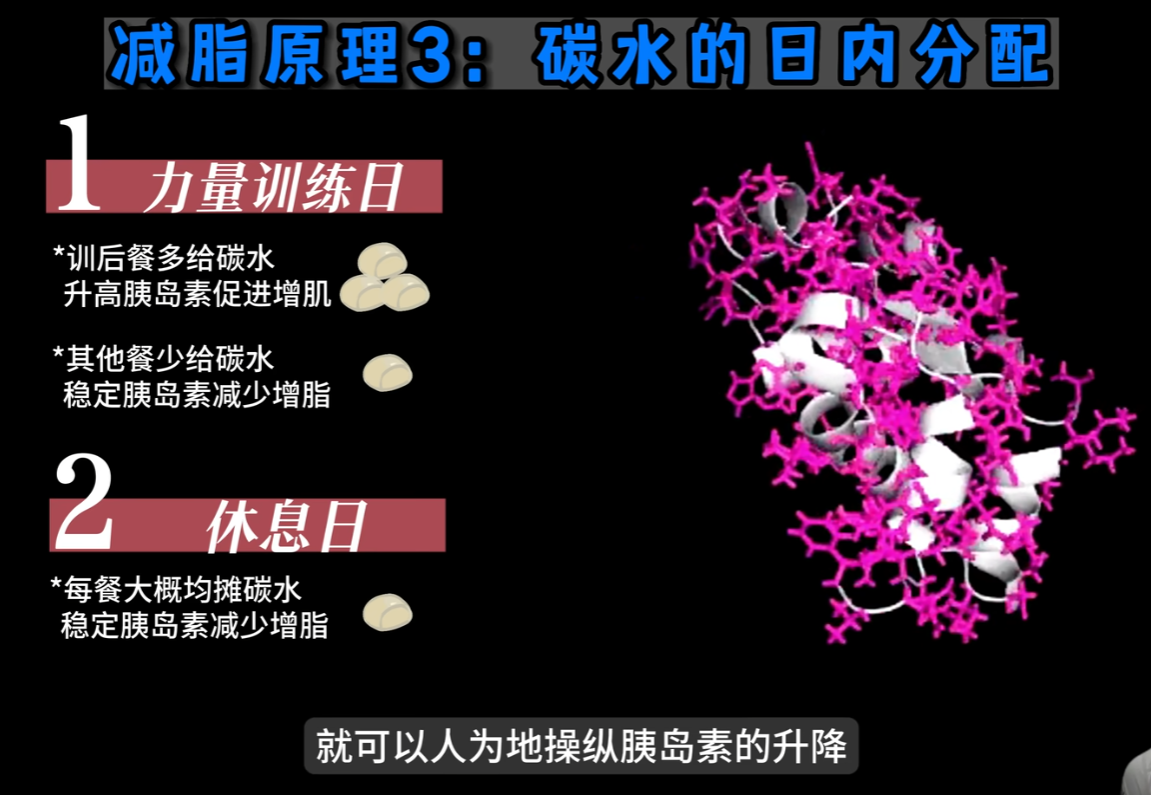 减脂原理3：碳水的日内分配
1 力量训练日
*训后餐多给碳水
升高胰岛素促进增肌
*其他餐少给碳水
稳定胰岛素减少增脂
2 休息日
*每餐大概均摊碳水
稳定胰岛素减少增脂
就可以人为地操纵胰岛素的升降